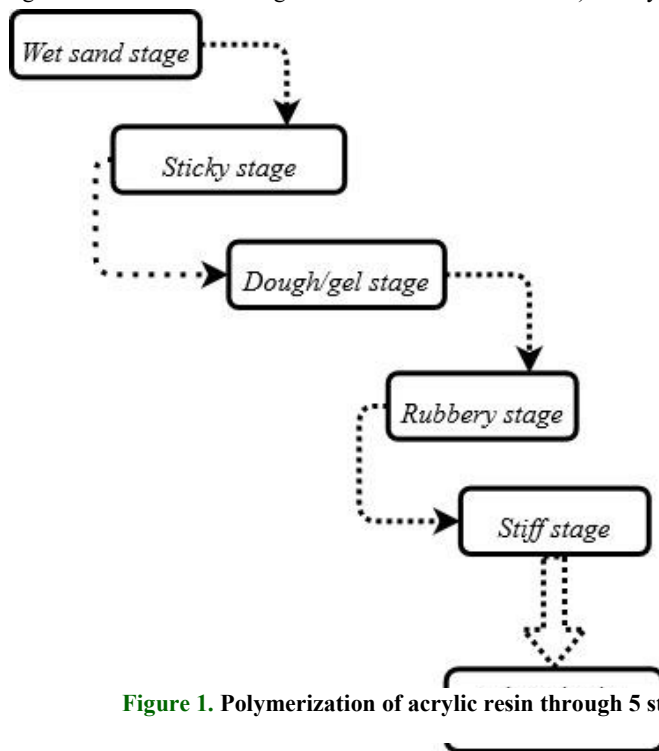 Wet sand stage
Sticky stage
Dough/gel stage
Rubbery stage
Stiff stage
Figure 1. Polymerization of acrylic resin through 5 st